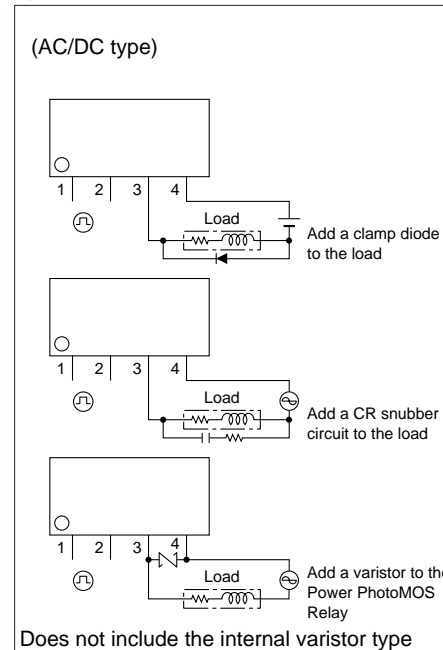 (AC/DC type)
1 2 3 4
Load
Add a clamp diode
to the load
1 2 3 4
Load
Add a CR snubber
circuit to the load
1 2 3 4
Load
Add a varistor to the
Power PhotoMOS
Relay
Does not include the internal varistor type